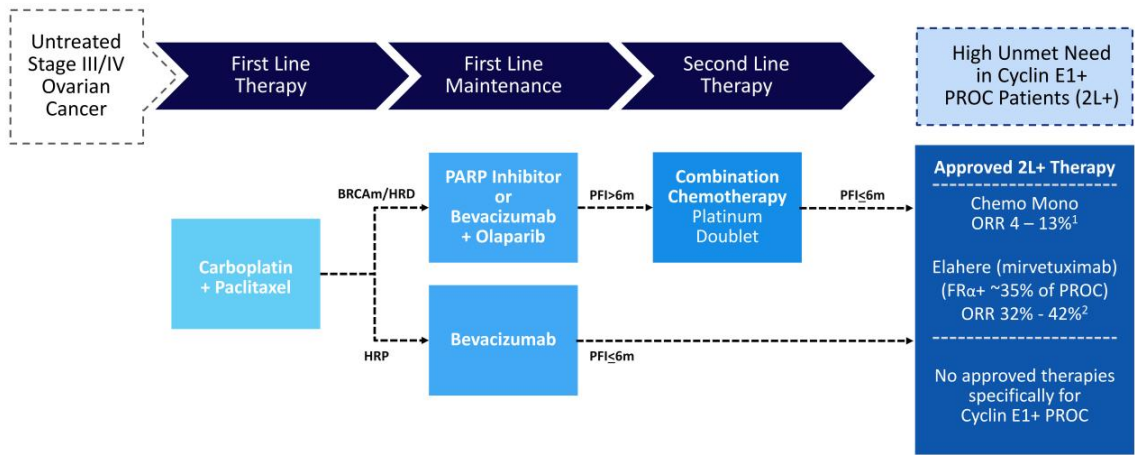 Untreated
Stage III/IV
Ovarian
Cancer
First Line
Therapy
First Line
Maintenance
Second Line
Therapy
High Unmet Need
in Cyclin E1+
PROC Patients (2L+)
BRCAm/HRD
PARP Inhibitor
or
Bevacizumab
+ Olaparib
PFI>6m
Combination
Chemotherapy
Platinum
Doublet
PFI≤6m
Carboplatin
+ Paclitaxel
HRP
Bevacizumab
PFI≤6m
Approved 2L+ Therapy
Chemo Mono
ORR 4 – 13%¹
Elahere (mirvetuximab)
(FRα+ ~35% of PROC)
ORR 32% - 42%²
No approved therapies
specifically for
Cyclin E1+ PROC